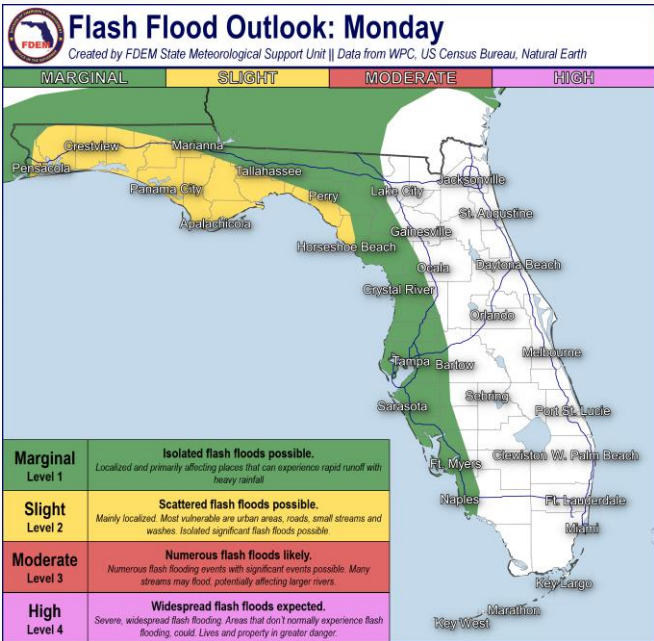 Flash Flood Outlook: Monday
FDEM
Created by FDEM State Meteorological Support Unit || Data from WPC, US Census Bureau, Natural Earth
MARGINAL SLIGHT MODERATE HIGH
Crestview
Marianna
Pensacola
Tallahassee
Panama City
Perry
Apalachicola
Horseshoe Beach
Lake City
Jacksonville
St. Augustine
Gainesville
Ocala
Daytona Beach
Crystal River
Orlando
Tampa
Bartow
Melbourne
Sarasota
Sebring
Port St. Lucie
Ft. Myers
Clewiston
W. Palm Beach
Naples
Ft. Lauderdale
Miami
Key Largo
Marathon
Key West
Marginal
Level 1
Isolated flash floods possible.
Localized and primarily affecting places that can experience rapid runoff with
heavy rainfall
Slight
Level 2
Scattered flash floods possible.
Mainly localized. Most vulnerable are urban areas, roads, small streams and
washes. Isolated significant flash floods possible.
Moderate
Level 3
Numerous flash floods likely.
Numerous flash flooding events with significant events possible. Many
streams may flood, potentially affecting larger rivers.
High
Level 4
Widespread flash floods expected.
Severe, widespread flash flooding. Areas that don't normally experience flash
flooding, could. Lives and property in greater danger.